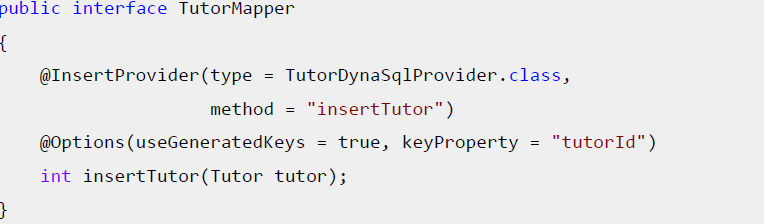 public interface TutorMapper
{
@InsertProvider(type = TutorDynaSqlProvider.class,
method = "insertTutor")
@Options(useGeneratedKeys = true, keyProperty = "tutorId")
int insertTutor(Tutor tutor);
}